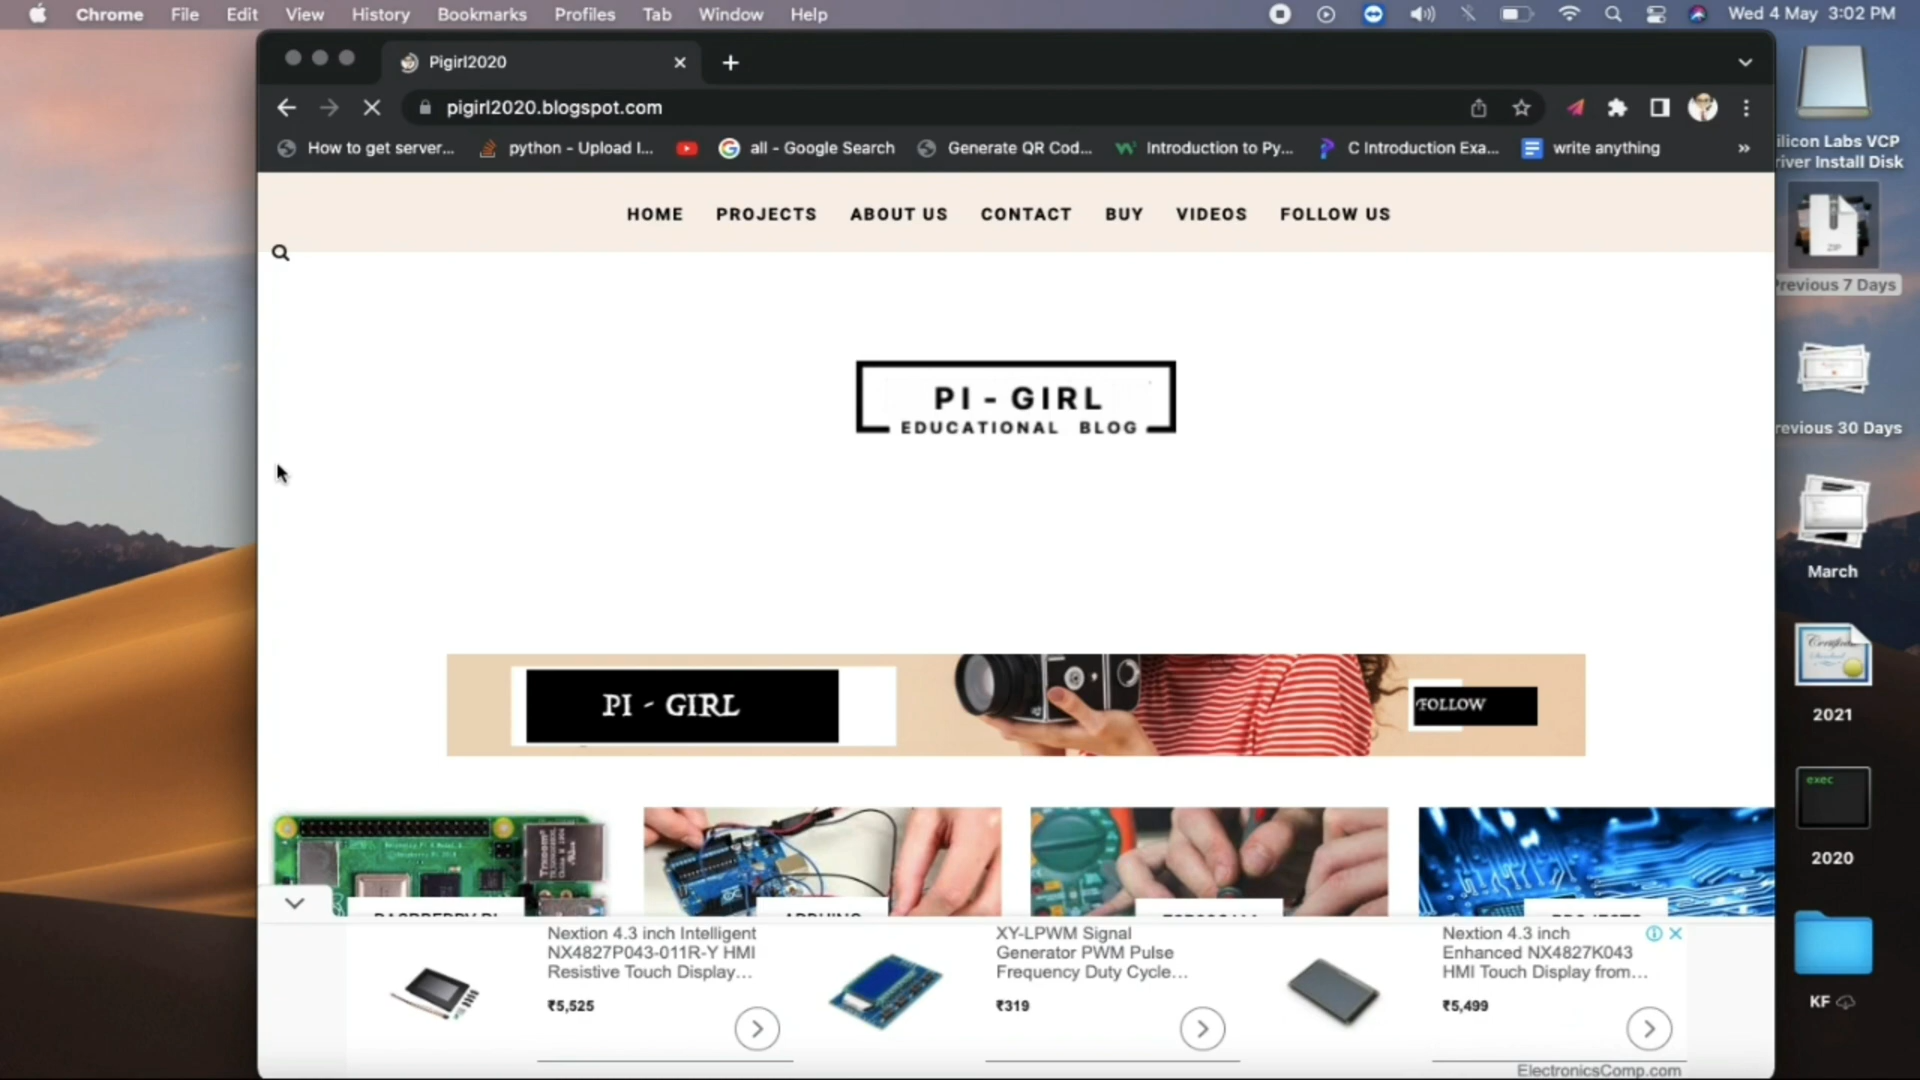 Chrome File Edit View History Bookmarks Profiles Tab Window Help Wed 4 May 3:02 PM
Pigirl2020
pigirl2020.blogspot.com
How to get server... python - Upload I... all - Google Search Generate QR Cod... Introduction to Py... C Introduction Exa... write anything »
ilicon Labs VCP
river Install Disk
HOME PROJECTS ABOUT US CONTACT BUY VIDEOS FOLLOW US
ZIP
revious 7 Days
PI - GIRL
EDUCATIONAL BLOG
revious 30 Days
March
PI - GIRL
FOLLOW
2021
exec
2020
Nextion 4.3 inch Intelligent
NX4827P043-011R-Y HMI
Resistive Touch Display...
₹5,525
XY-LPWM Signal
Generator PWM Pulse
Frequency Duty Cycle...
₹319
Nextion 4.3 inch
Enhanced NX4827K043
HMI Touch Display from...
₹5,499
KF
ElectronicsComp.com